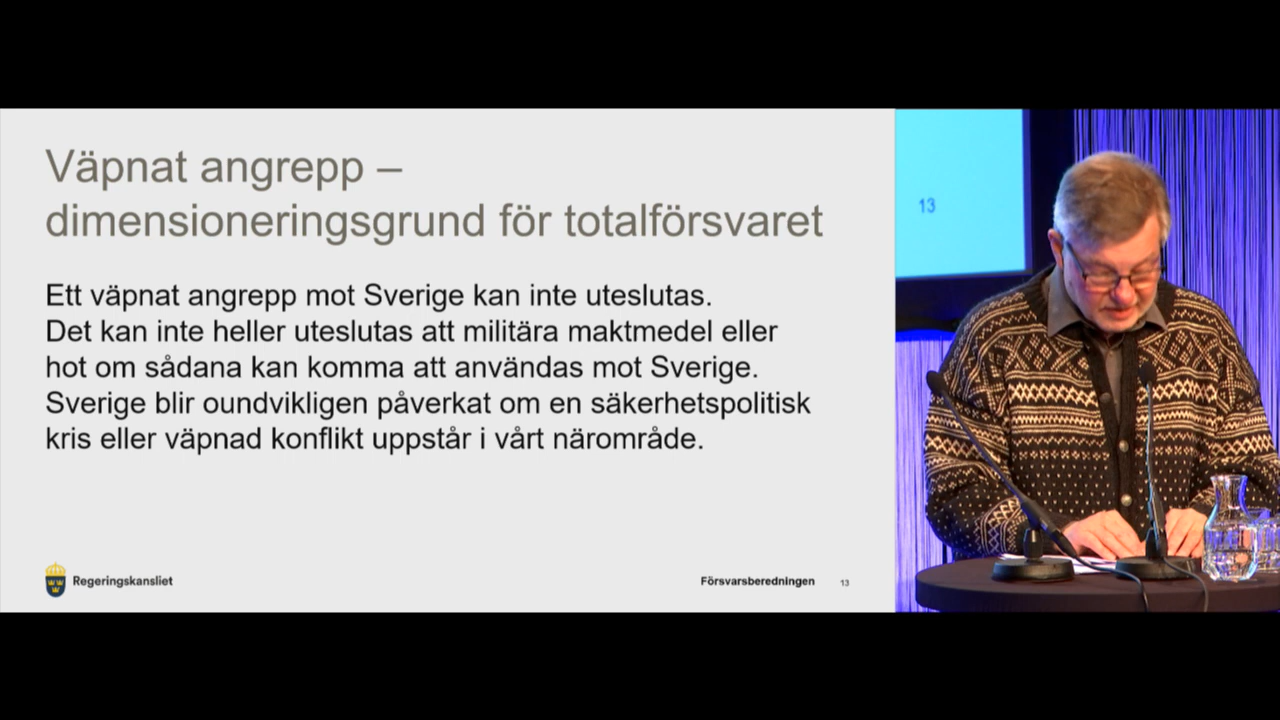 Väpnat angrepp –
dimensioneringsgrund för totalförsvaret
Ett väpnat angrepp mot Sverige kan inte uteslutas.
Det kan inte heller uteslutas att militära maktmedel eller
hot om sådana kan komma att användas mot Sverige.
Sverige blir oundvikligen påverkat om en säkerhetspolitisk
kris eller väpnad konflikt uppstår i vårt närområde.
Regeringskansliet
Försvarsberedningen
13
13